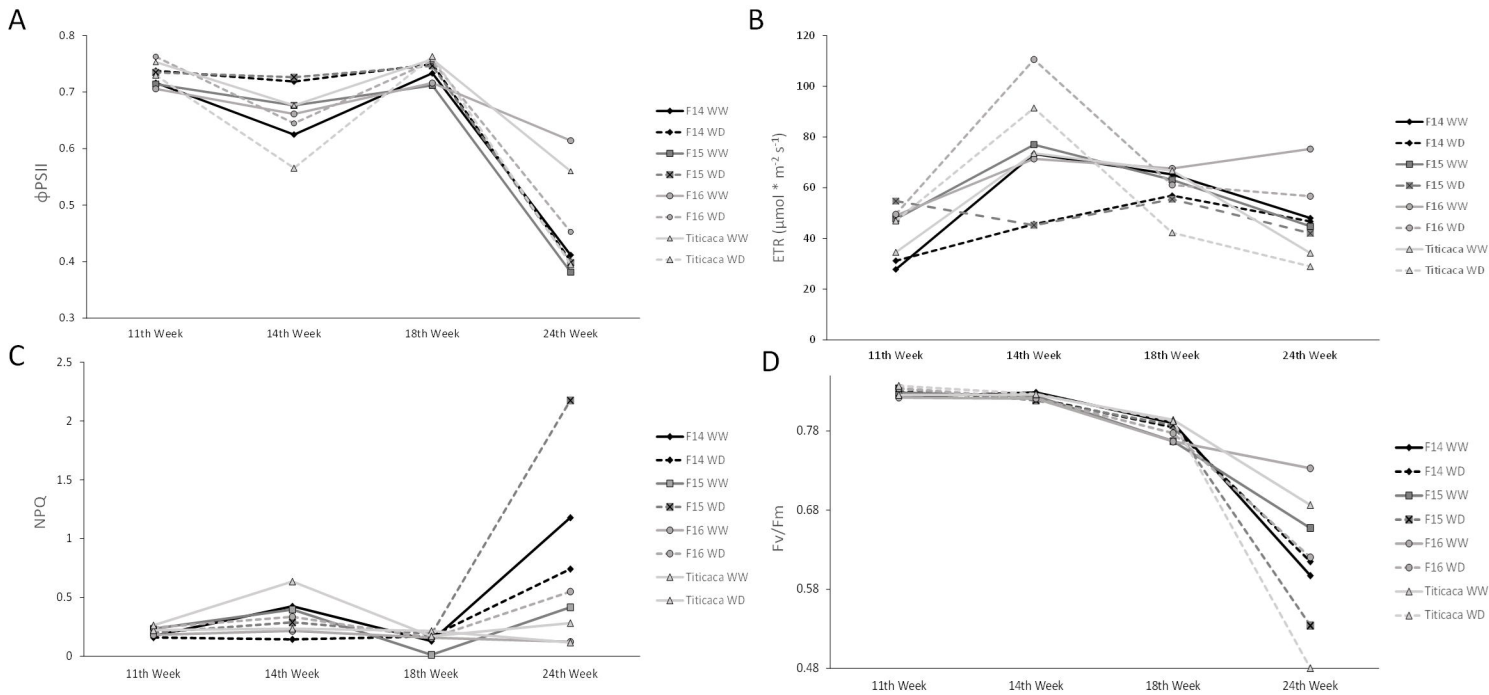 A
ϕPSII
0.8
0.7
0.6
0.5
0.4
0.3
11th Week 14th Week 18th Week 24th Week
F14 WW
F14 WD
F15 WW
F15 WD
F16 WW
F16 WD
Titicaca WW
Titicaca WD
B
ETR (µmol * m-2 s-1)
120
100
80
60
40
20
0
11th Week 14th Week 18th Week 24th Week
F14 WW
F14 WD
F15 WW
F15 WD
F16 WW
F16 WD
Titicaca WW
Titicaca WD
C
NPQ
2.5
2
1.5
1
0.5
0
11th Week 14th Week 18th Week 24th Week
F14 WW
F14 WD
F15 WW
F15 WD
F16 WW
F16 WD
Titicaca WW
Titicaca WD
D
Fv/Fm
0.78
0.68
0.58
0.48
11th Week 14th Week 18th Week 24th Week
F14 WW
F14 WD
F15 WW
F15 WD
F16 WW
F16 WD
Titicaca WW
Titicaca WD